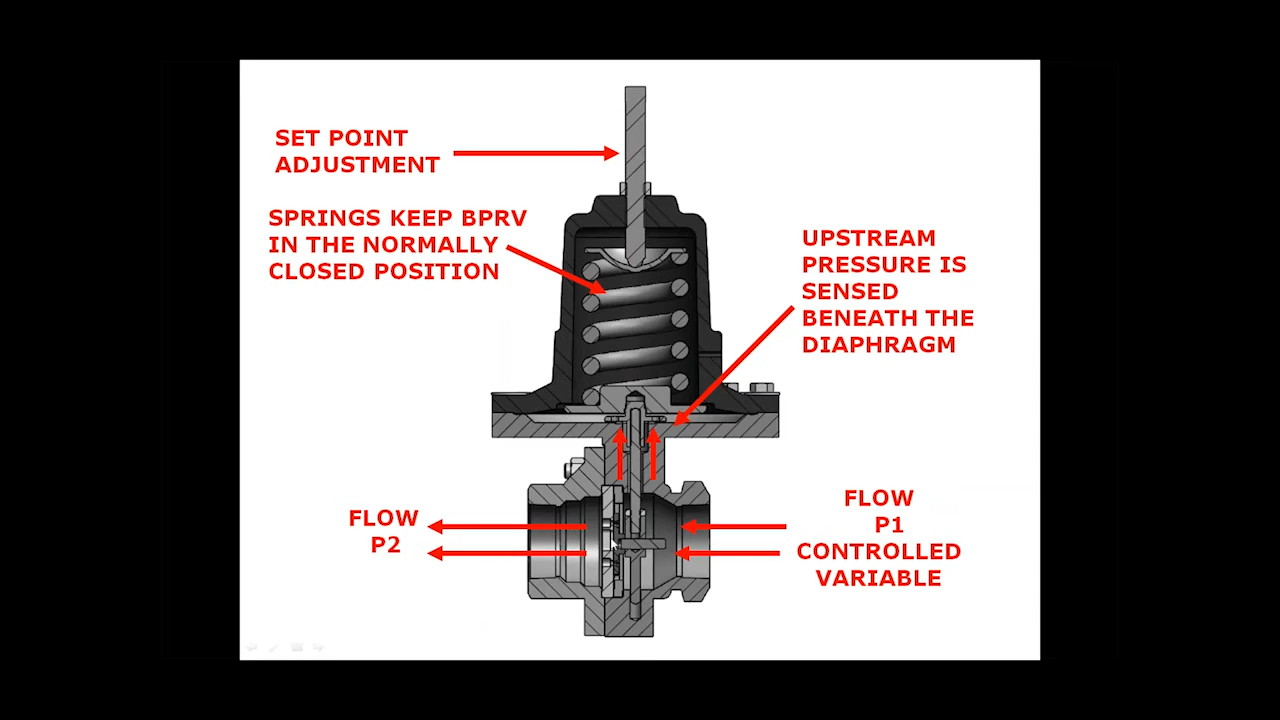 SET POINT
ADJUSTMENT
SPRINGS KEEP BPRV
IN THE NORMALLY
CLOSED POSITION
UPSTREAM
PRESSURE IS
SENSED
BENEATH THE
DIAPHRAGM
FLOW
P2
FLOW
P1
CONTROLLED
VARIABLE